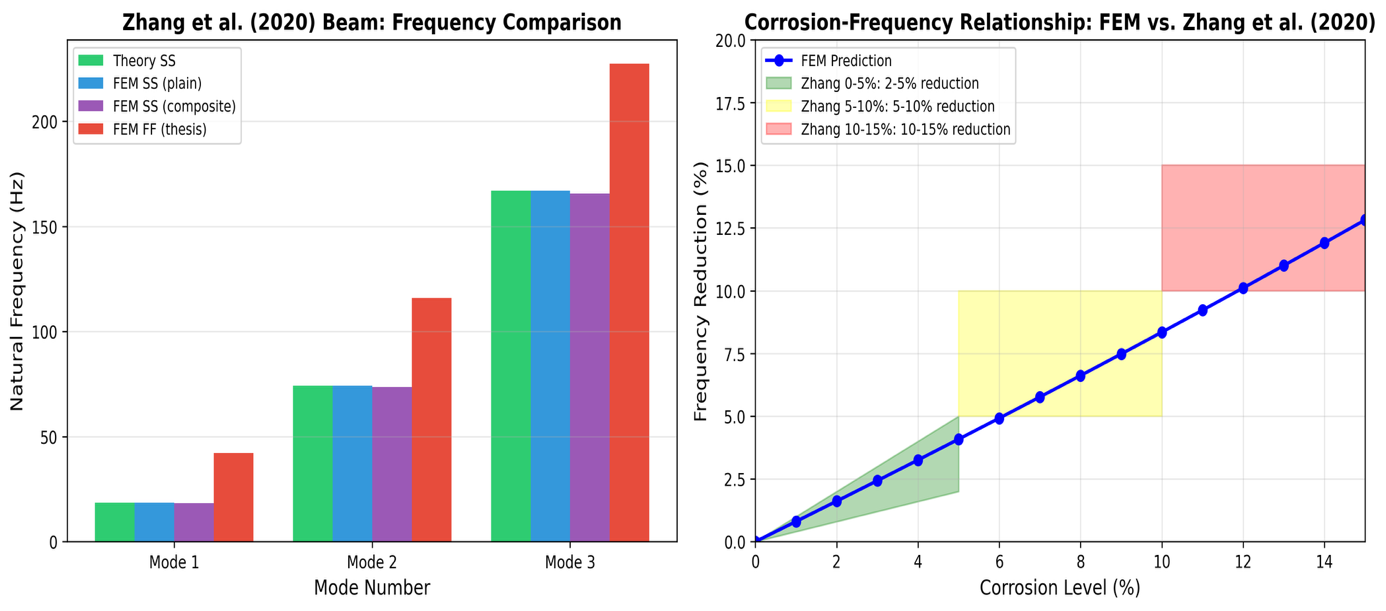 Zhang et al. (2020) Beam: Frequency Comparison
Theory SS
FEM SS (plain)
FEM SS (composite)
FEM FF (thesis)
Natural Frequency (Hz)
200
150
100
50
0
Mode 1
Mode 2
Mode 3
Mode Number
Corrosion-Frequency Relationship: FEM vs. Zhang et al. (2020)
FEM Prediction
Zhang 0-5%: 2-5% reduction
Zhang 5-10%: 5-10% reduction
Zhang 10-15%: 10-15% reduction
Frequency Reduction (%)
20.0
17.5
15.0
12.5
10.0
7.5
5.0
2.5
0.0
0
2
4
6
8
10
12
14
Corrosion Level (%)